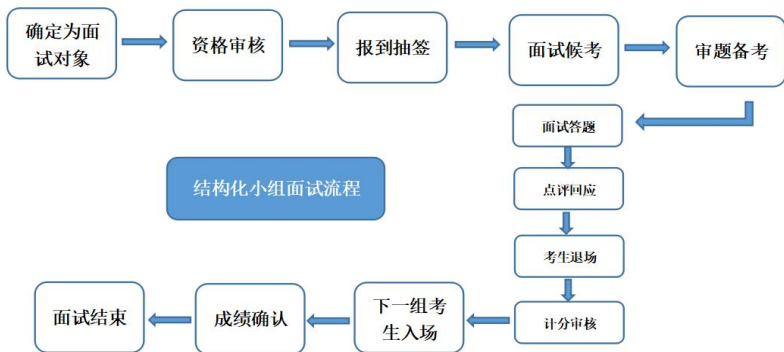 确定为面
试对象
资格审核
报到抽签
面试候考
审题备考
面试答题
点评回应
结构化小组面试流程
考生退场
计分审核
下一组考
生入场
成绩确认
面试结束